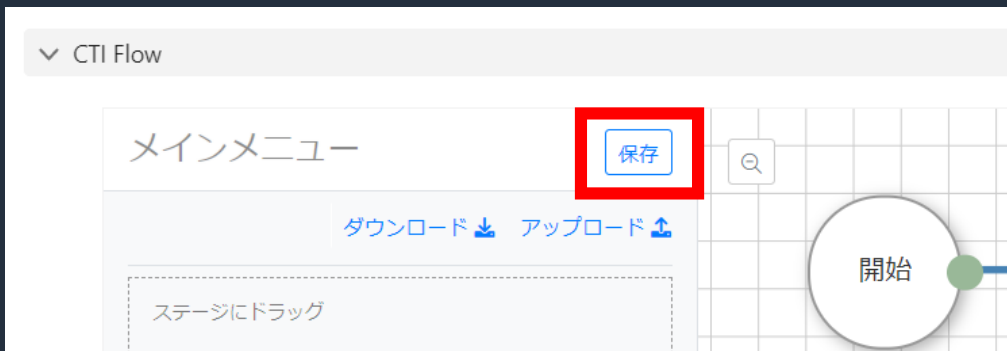 CTI Flow
メインメニュー
保存
ダウンロード アップロード
ステージにドラッグ
開始